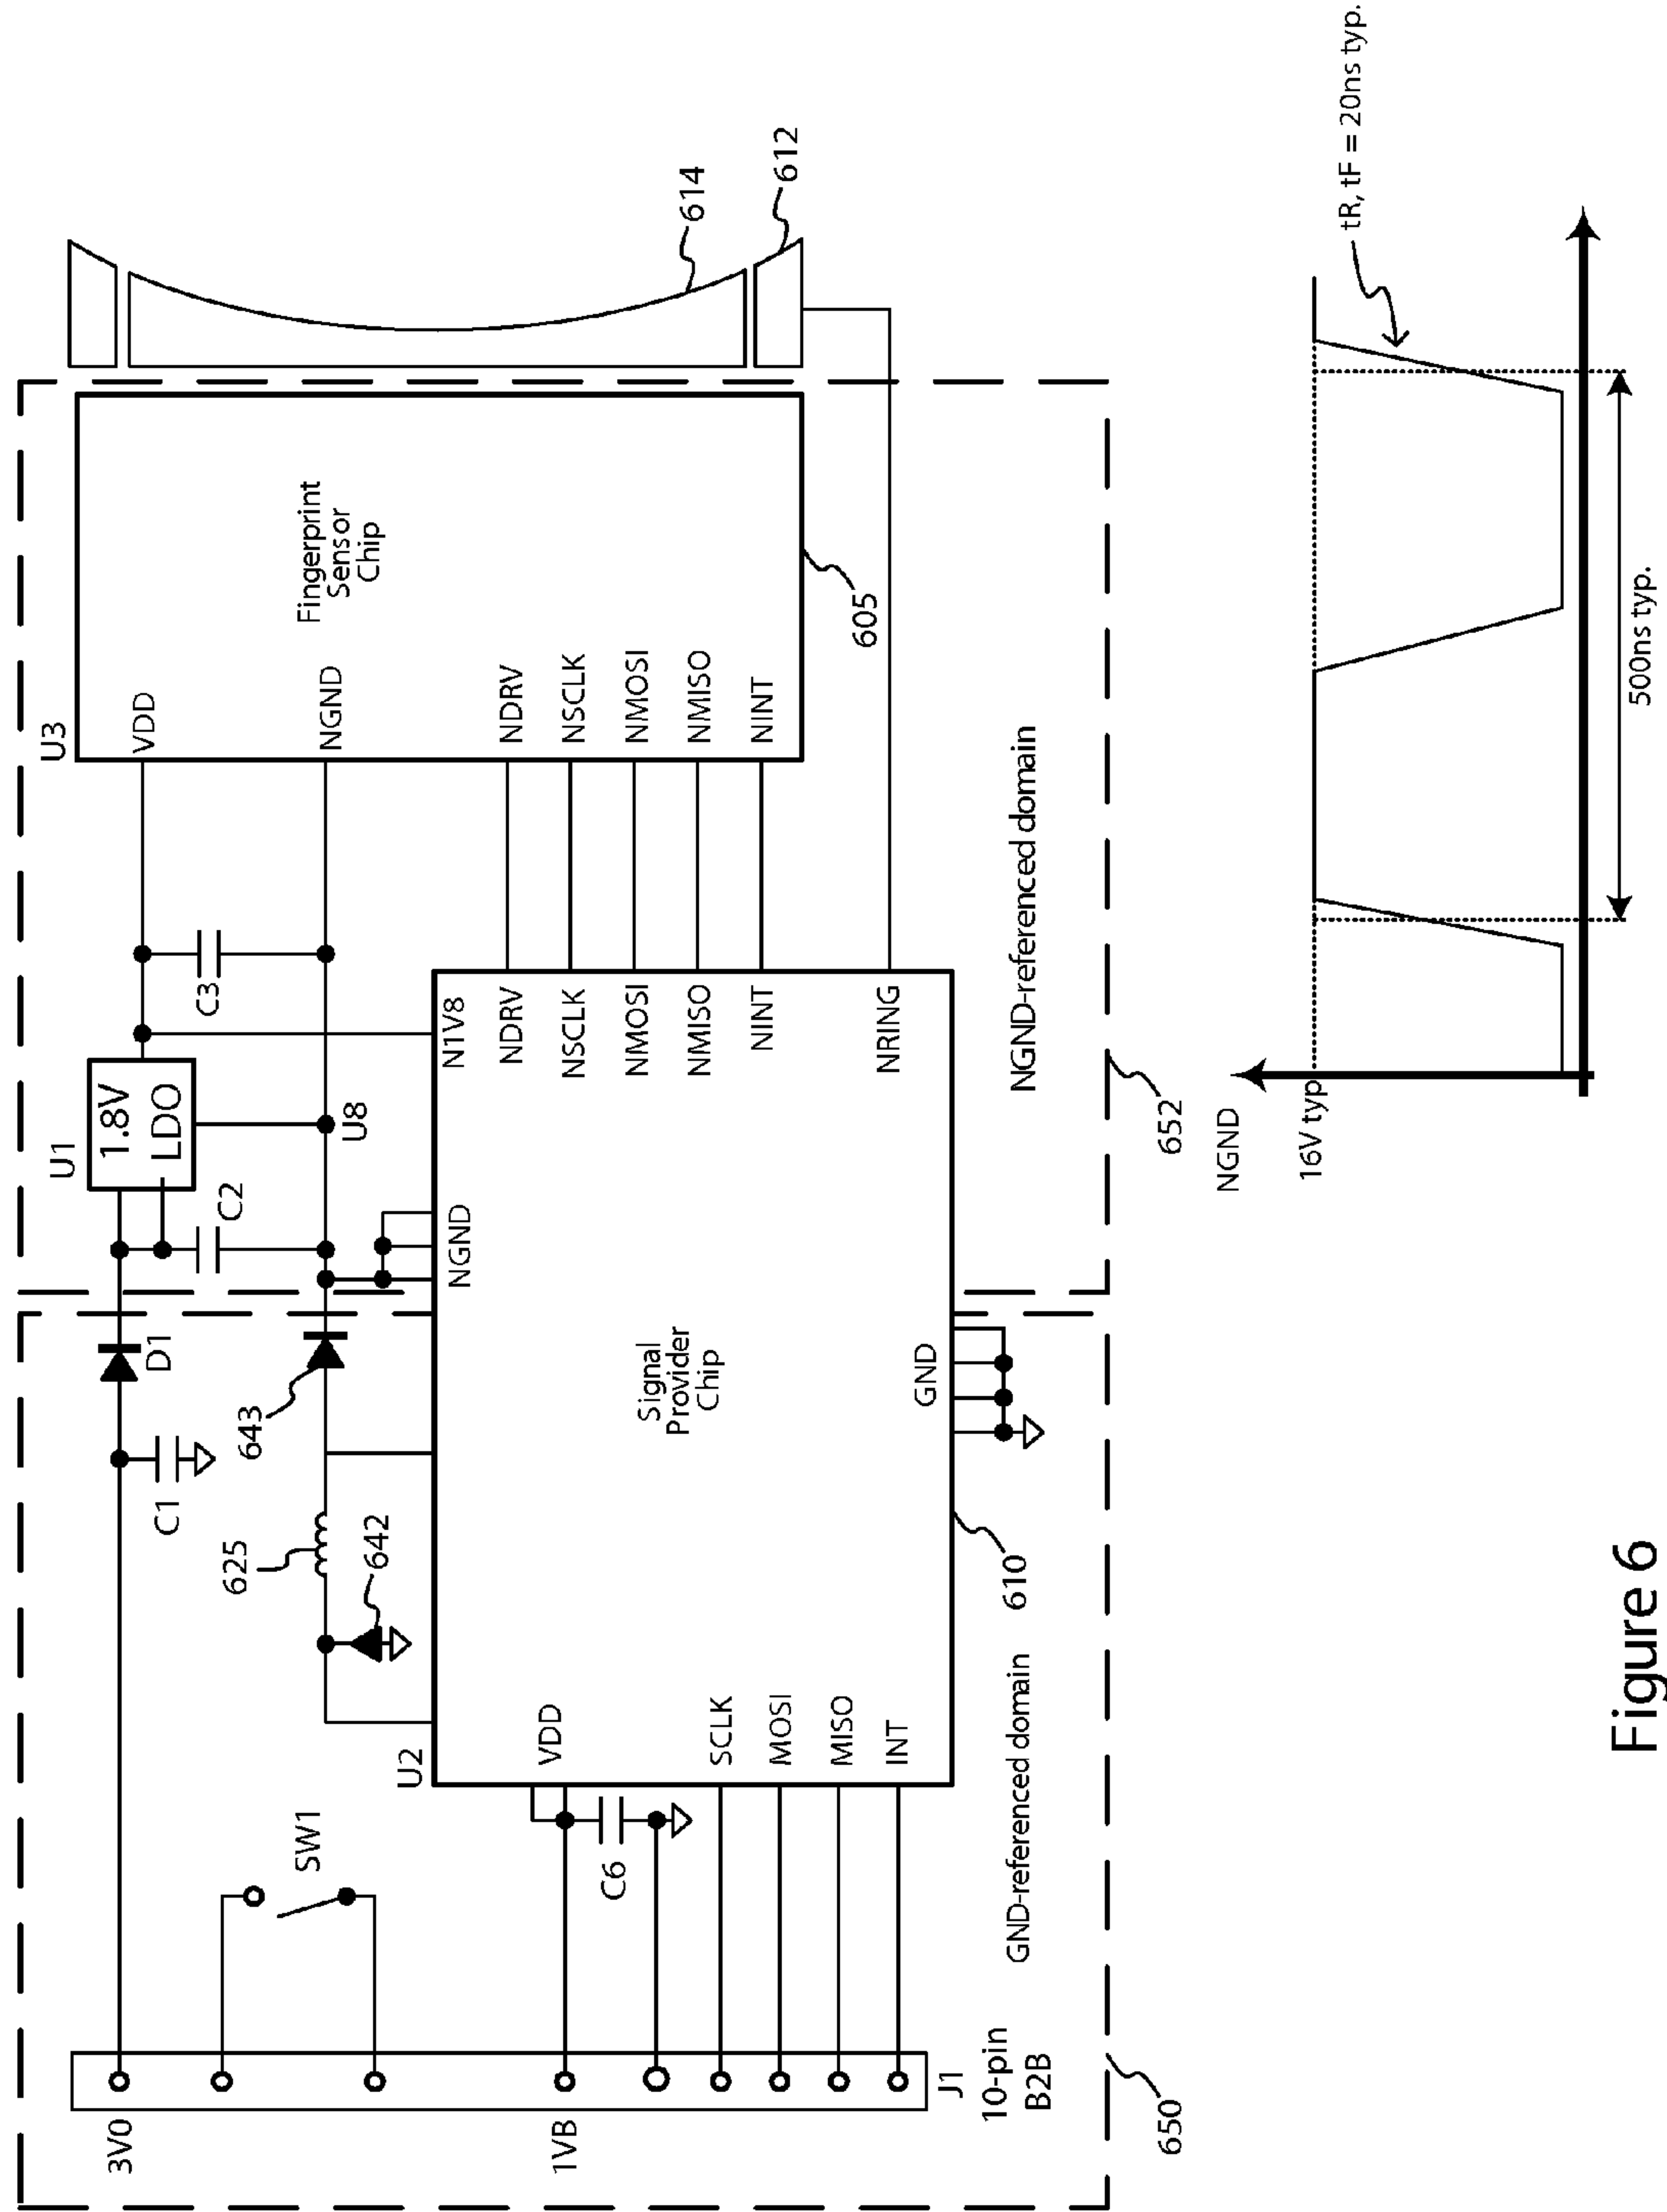 3V0
1VB
J1
10-pin
B2B
650
SW1
C1
D1
643
625
642
U2
VDD
C6
SCLK
MOSI
MISO
INT
GND-referenced domain
Signal
Provider
Chip
GND
610
NGND
U1
1.8V
LDO
C2
U8
C3
N1V8
NDRV
NSCLK
NMOSI
NMISO
NINT
NRING
NGND-referenced domain
652
U3
VDD
NGND
NDRV
NSCLK
NMOSI
NMISO
NINT
Fingerprint
Sensor
Chip
605
614
612
NGND
16V typ
tR, tF = 20ns typ.
500ns typ.
Figure 6